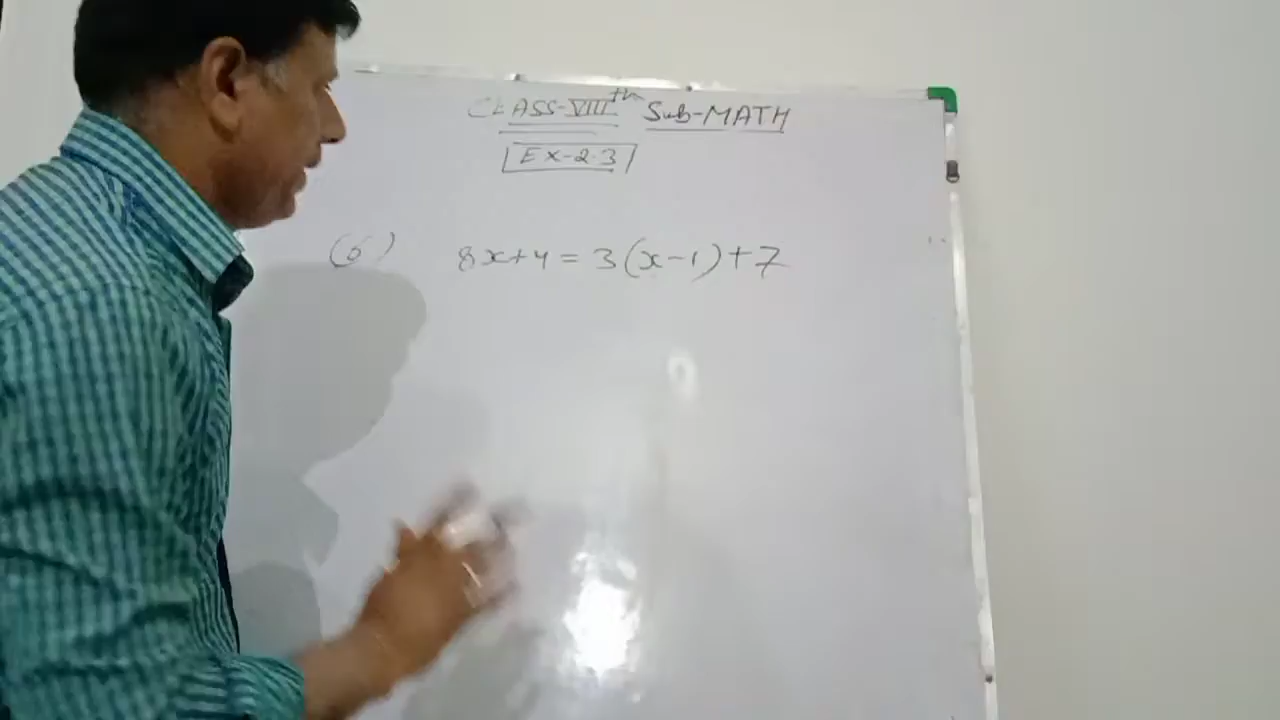 CLASS-VIIIth Sub-MATH
EX-2.3
(6) 8x+4=3(x-1)+7